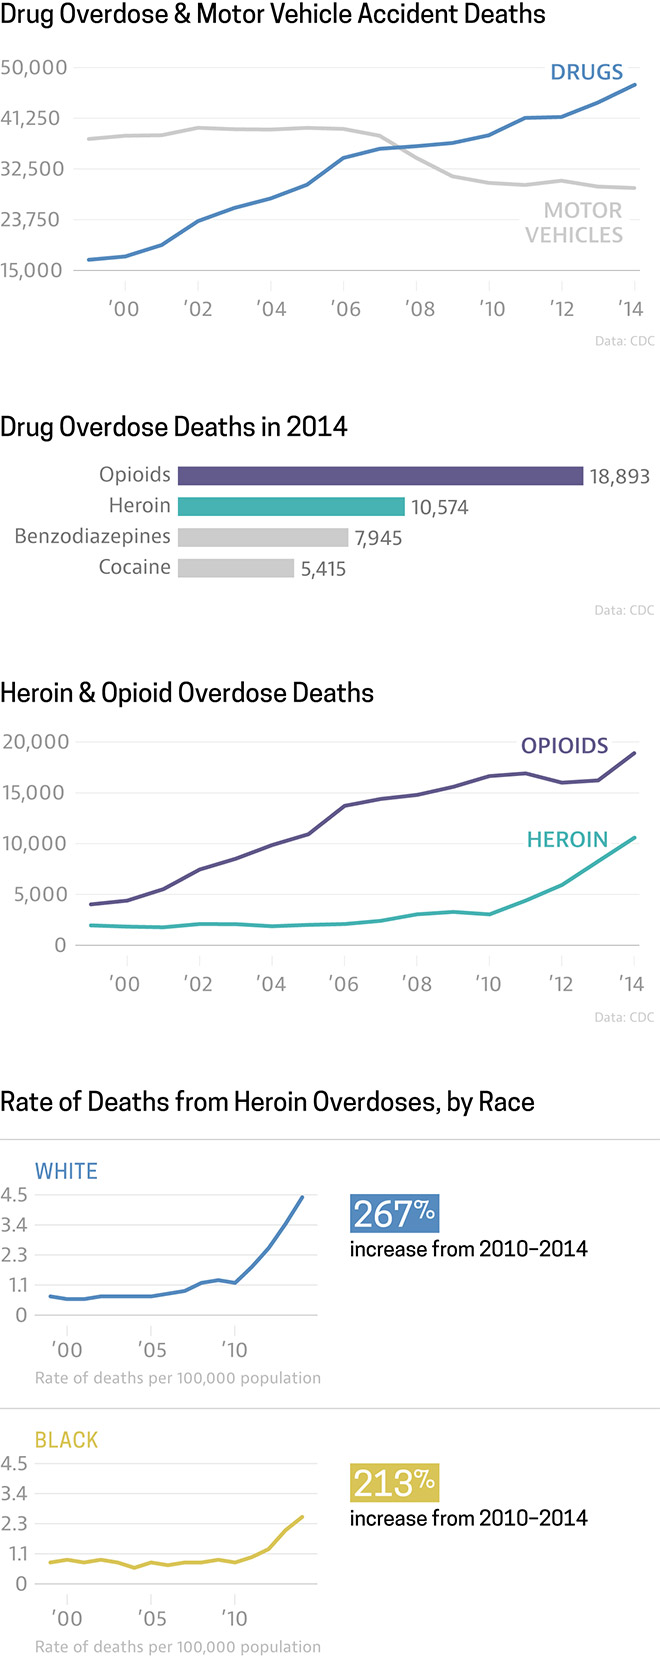 Drug Overdose & Motor Vehicle Accident Deaths
50,000
DRUGS
41,250
32,500
23,750
MOTOR
VEHICLES
15,000
'00 '02 '04 '06 '08 '10 '12 '14
Data: CDC
Drug Overdose Deaths in 2014
Opioids 18,893
Heroin 10,574
Benzodiazepines 7,945
Cocaine 5,415
Data: CDC
Heroin & Opioid Overdose Deaths
20,000
OPIOIDS
15,000
10,000
HEROIN
5,000
0
'00 '02 '04 '06 '08 '10 '12 '14
Data: CDC
Rate of Deaths from Heroin Overdoses, by Race
WHITE
4.5
3.4
2.3
1.1
0
'00 '05 '10
Rate of deaths per 100,000 population
267%
increase from 2010–2014
BLACK
4.5
3.4
2.3
1.1
0
'00 '05 '10
Rate of deaths per 100,000 population
213%
increase from 2010–2014